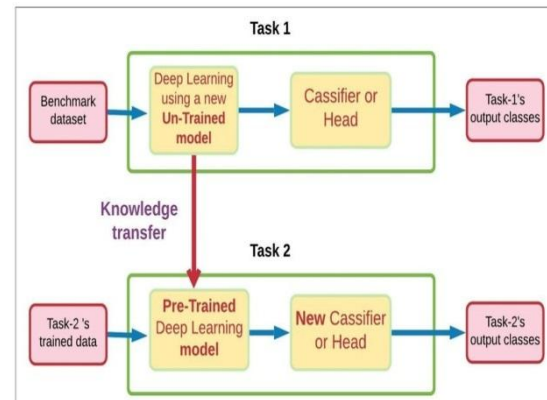 Task 1
Benchmark
dataset
Deep Learning
using a new
Un-Trained
model
Cassifier or
Head
Task-1's
output classes
Knowledge
transfer
Task 2
Task-2 's
trained data
Pre-Trained
Deep Learning
model
New Cassifier
or Head
Task-2's
output classes